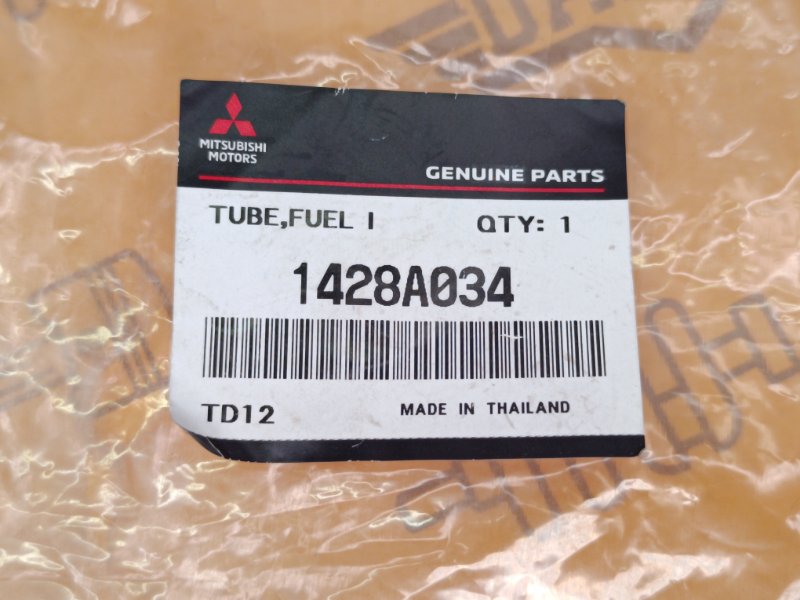 MITSUBISHI
MOTORS
GENUINE PARTS
TUBE,FUEL I QTY: 1
1428A034
TD12 MADE IN THAILAND